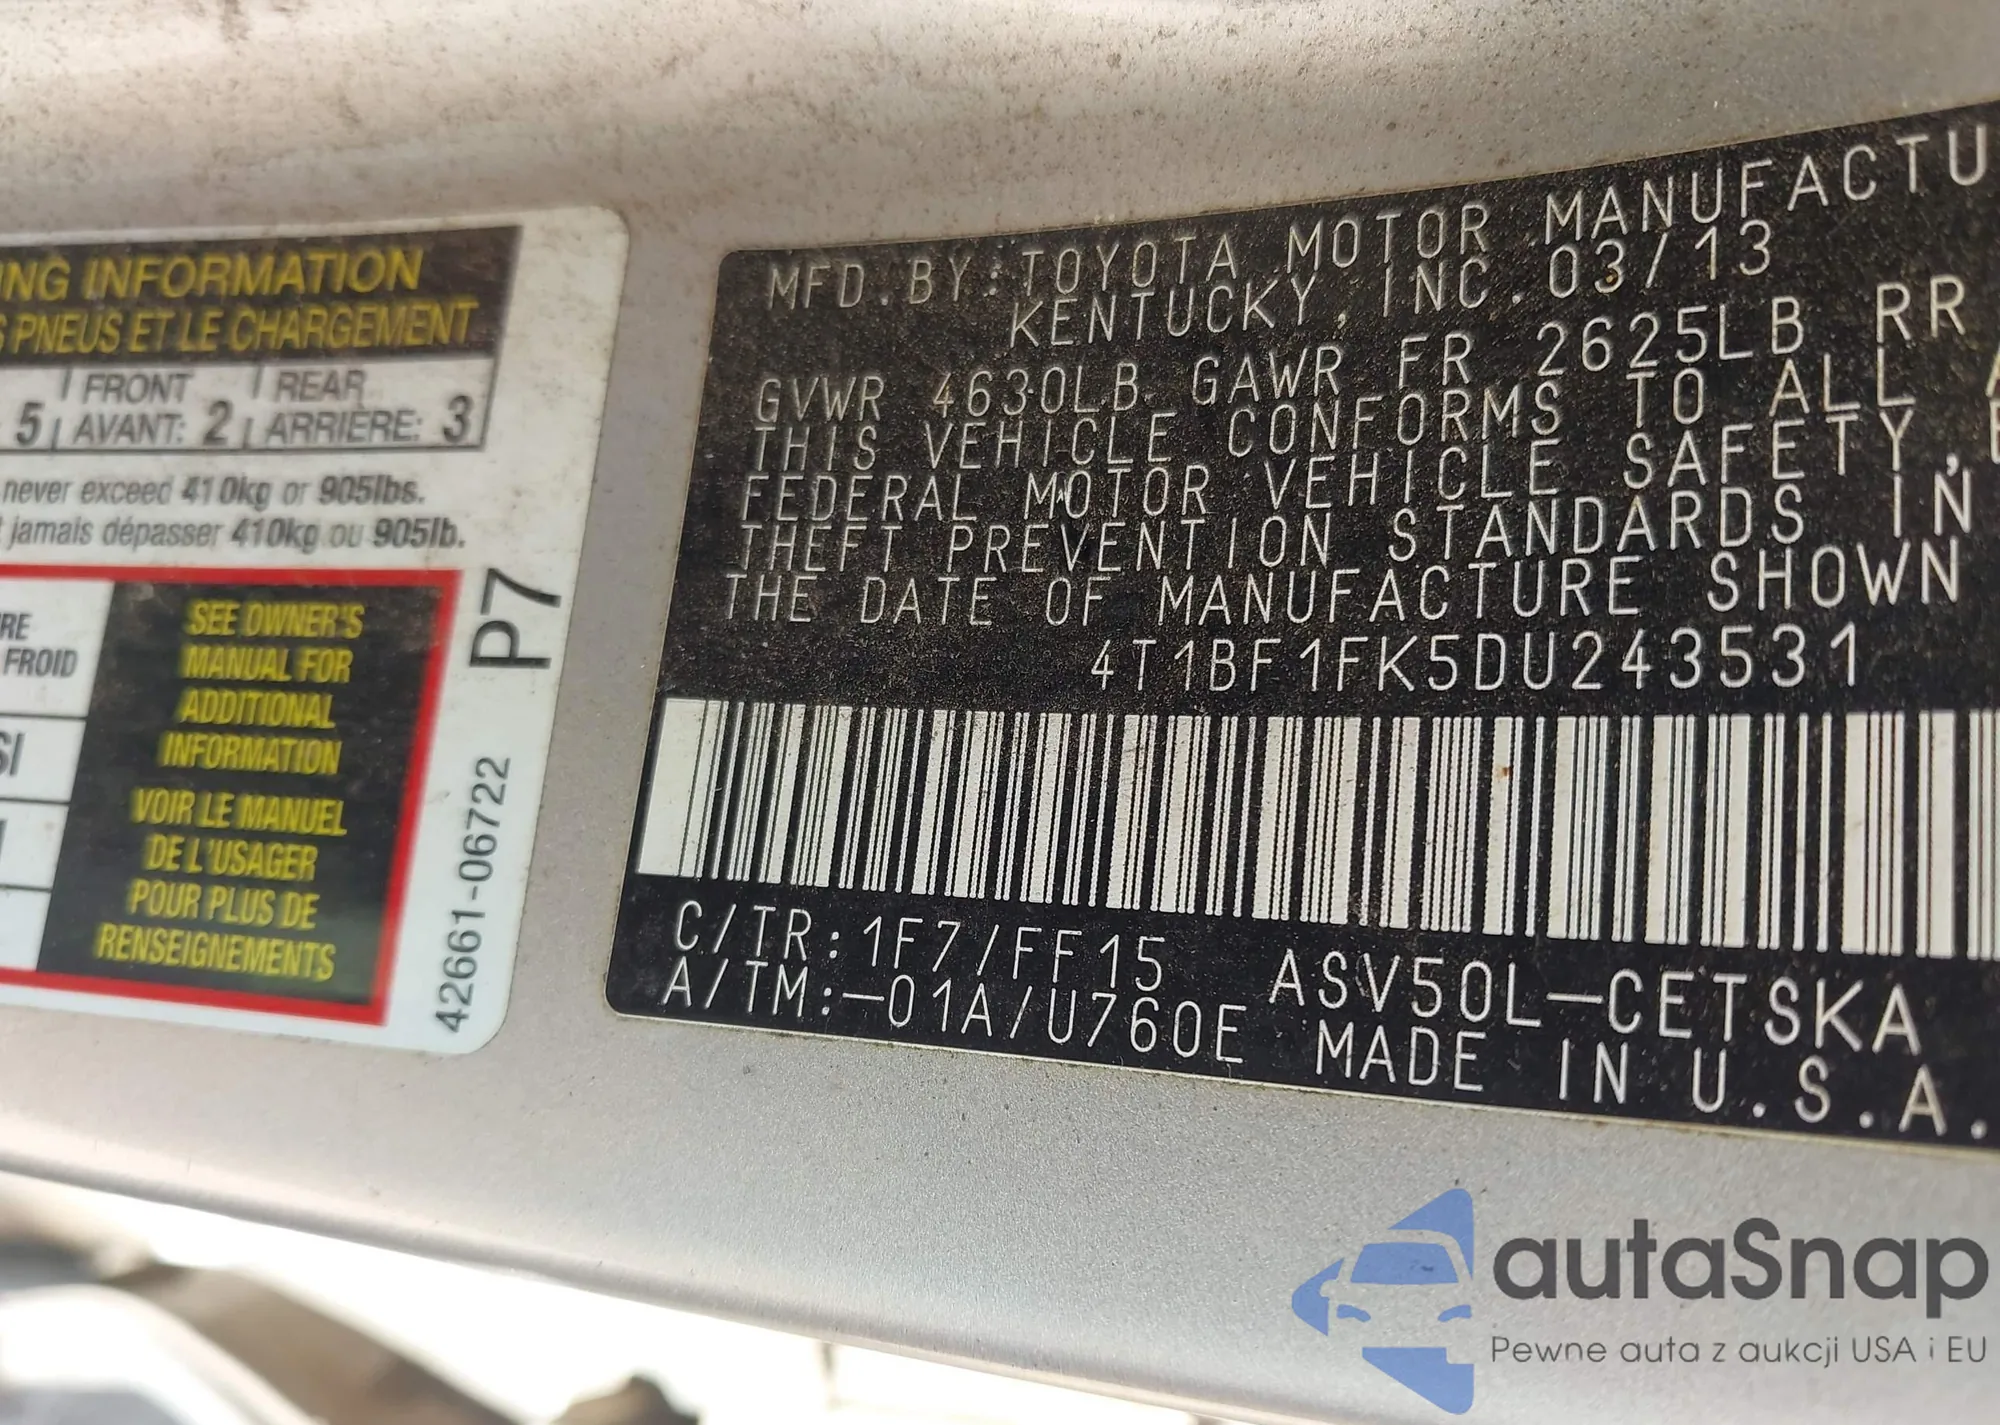 ING INFORMATION
PNEUS ET LE CHARGEMENT
FRONT REAR
5 AVANT: 2 ARRIÈRE: 3
never exceed 410kg or 905lbs.
jamais dépasser 410kg ou 905lb.
FROID
SEE OWNER'S
MANUAL FOR
ADDITIONAL
INFORMATION
VOIR LE MANUEL
DE L'USAGER
POUR PLUS DE
RENSEIGNEMENTS
P7
42661-06722
MFD.BY:TOYOTA MOTOR MANUFACTU
KENTUCKY, INC.03/13
GVWR 4630LB GAWR FR 2625LB RR
THIS VEHICLE CONFORMS TO ALL A
FEDERAL MOTOR VEHICLE SAFETY,
THEFT PREVENTION STANDARDS IN
THE DATE OF MANUFACTURE SHOWN
4T1BF1FK5DU243531
C/TR:1F7/FF15 ASV50L-CETSKA
A/TM:-01A/U760E MADE IN U.S.A.
autaSnap
Pewne auta z aukcji USA i EU